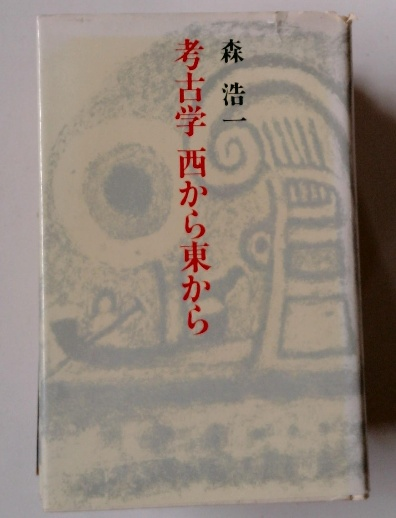 森 浩一
考古学 西から東から